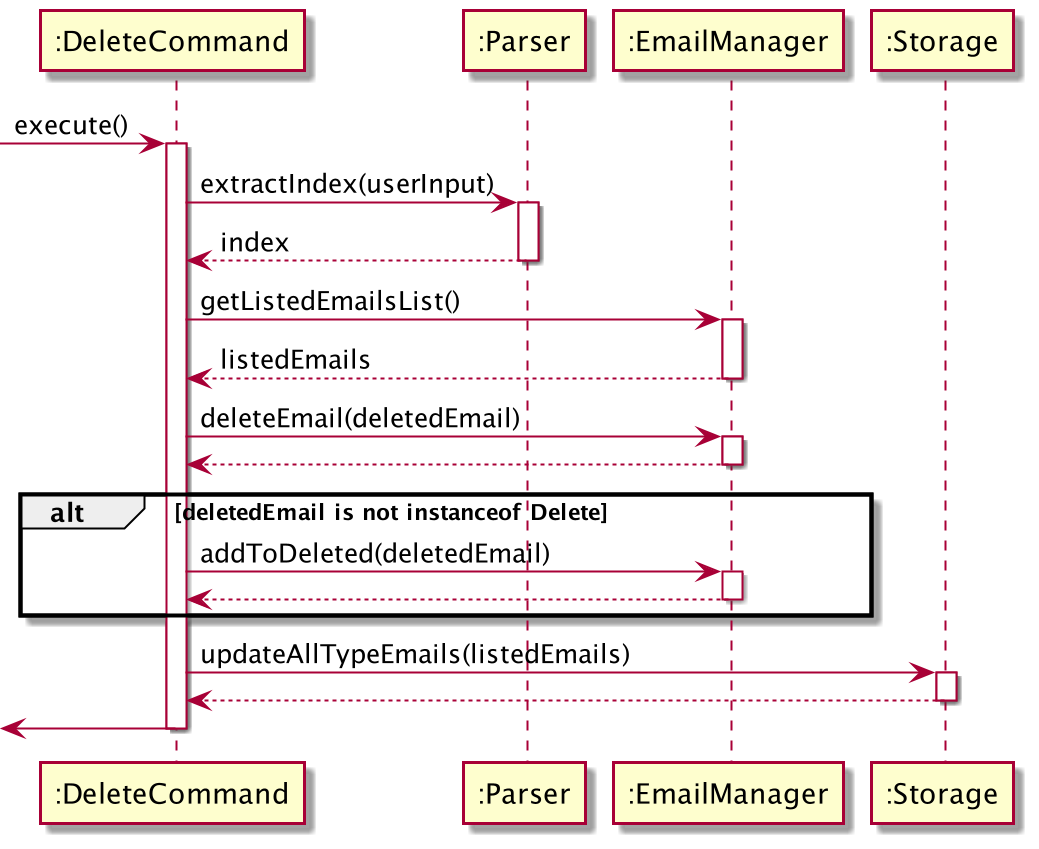 :DeleteCommand :Parser :EmailManager :Storage
execute()
extractIndex(userInput)
index
getListedEmailsList()
listedEmails
deleteEmail(deletedEmail)
alt [deletedEmail is not instanceof Delete]
addToDeleted(deletedEmail)
updateAllTypeEmails(listedEmails)
:DeleteCommand :Parser :EmailManager :Storage